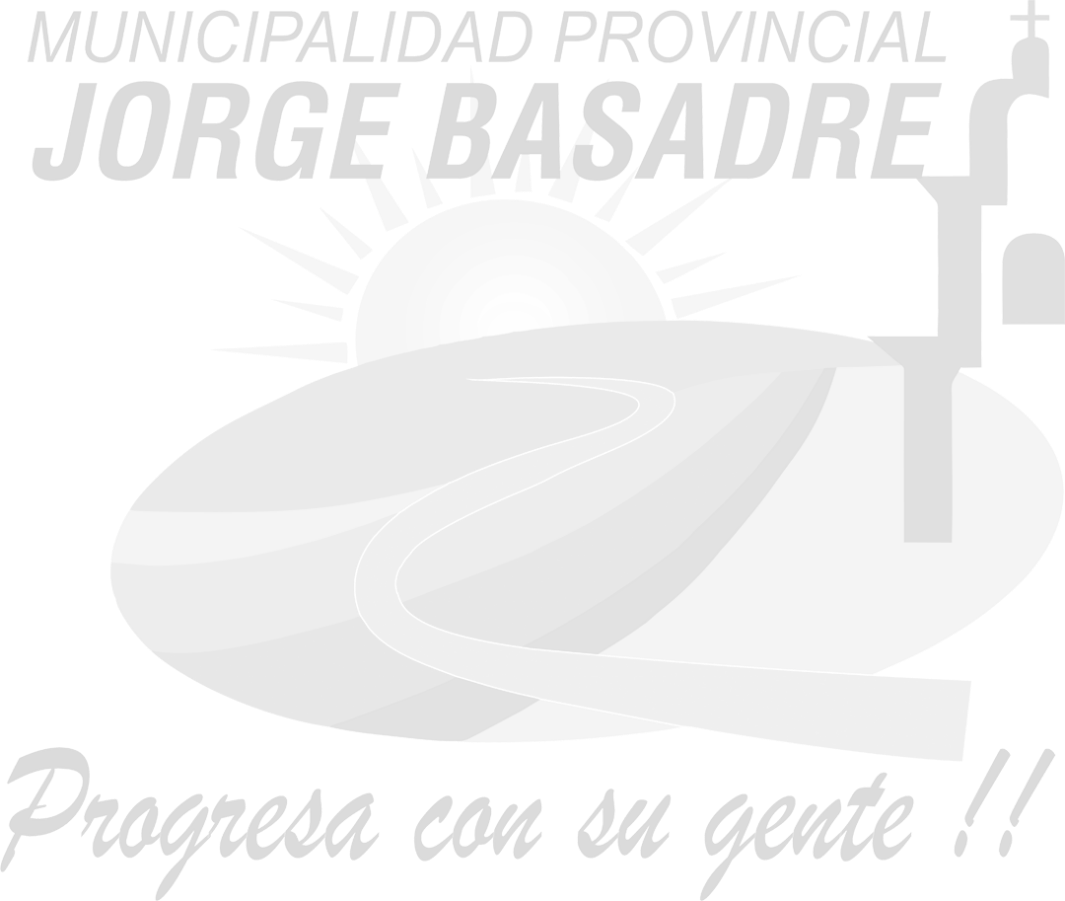 MUNICIPALIDAD PROVINCIAL
JORGE BASADRE
Progresa con su gente !!